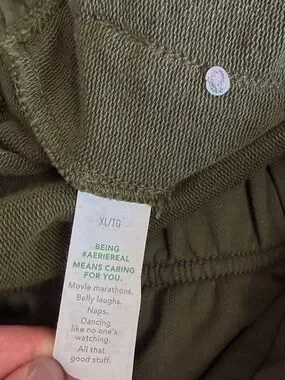 XL/TG
BEING
#AERIEREAL
MEANS CARING
FOR YOU.
Movie marathons.
Belly laughs.
Naps.
Dancing
like no one's
watching.
All that
good stuff.